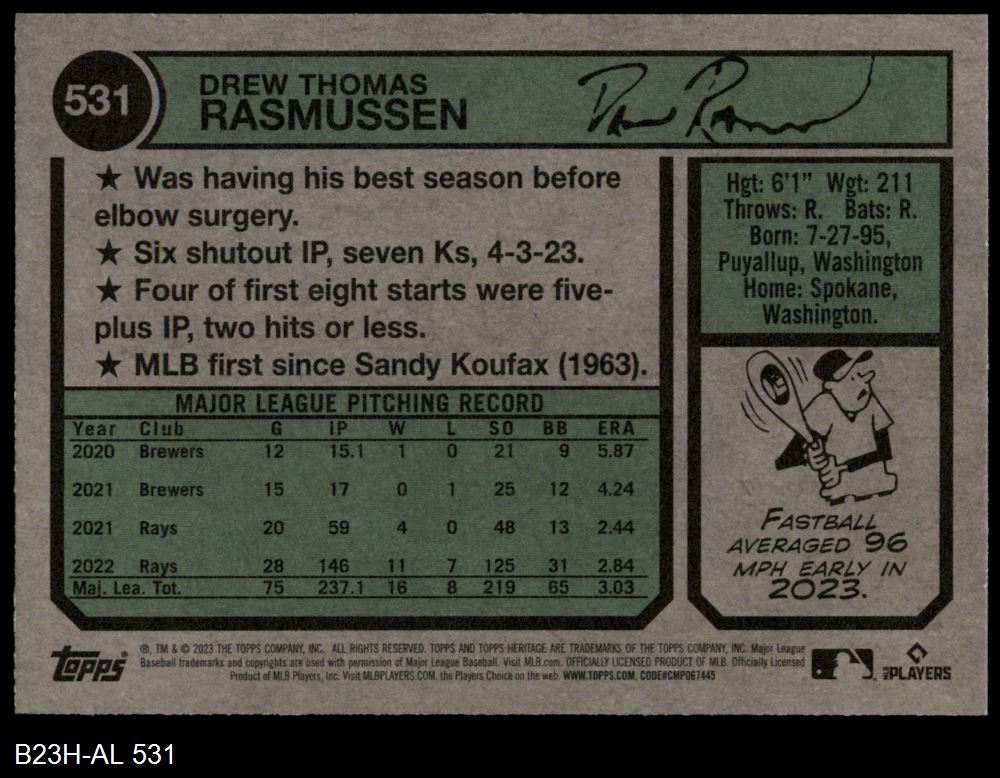 531
DREW THOMAS
RASMUSSEN
★ Was having his best season before
elbow surgery.
★ Six shutout IP, seven Ks, 4-3-23.
★ Four of first eight starts were five-
plus IP, two hits or less.
★ MLB first since Sandy Koufax (1963).
Hgt: 6'1" Wgt: 211
Throws: R. Bats: R.
Born: 7-27-95,
Puyallup, Washington
Home: Spokane,
Washington.
MAJOR LEAGUE PITCHING RECORD
Year Club G IP W L SO BB ERA
2020 Brewers 12 15.1 1 0 21 9 5.87
2021 Brewers 15 17 0 1 25 12 4.24
2021 Rays 20 59 4 0 48 13 2.44
2022 Rays 28 146 11 7 125 31 2.84
Maj. Lea. Tot. 75 237.1 16 8 219 65 3.03
FASTBALL
AVERAGED 96
MPH EARLY IN
2023.
Topps
®, TM & © 2023 THE TOPPS COMPANY, INC. ALL RIGHTS RESERVED. TOPPS AND TOPPS HERITAGE ARE TRADEMARKS OF THE TOPPS COMPANY, INC. Major League
Baseball trademarks and copyrights are used with permission of Major League Baseball. Visit MLB.com. OFFICIALLY LICENSED PRODUCT OF MLB. Officially Licensed
Product of MLB Players, Inc. Visit MLBPLAYERS.COM, the Players Choice on the web. WWW.TOPPS.COM. CODE#CMP067445
MLB PLAYERS
B23H-AL 531